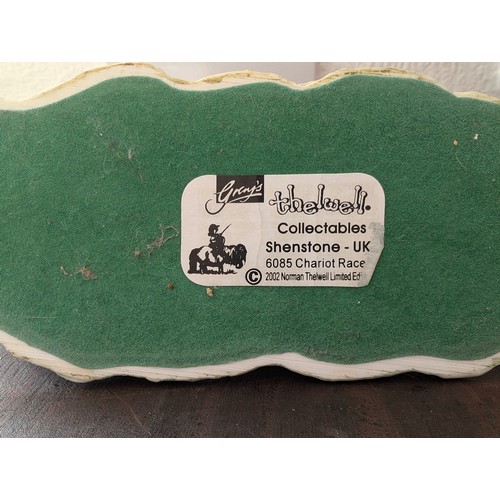 Gray's
thelwell.
Collectables
Shenstone - UK
6085 Chariot Race
© 2002 Norman Thelwell Limited Ed